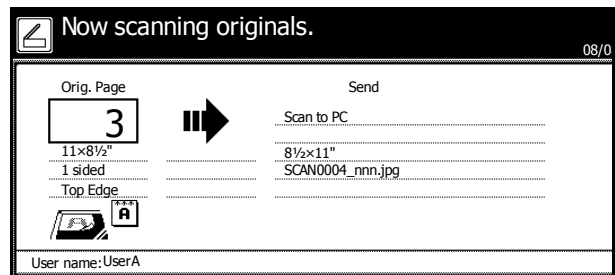 Now scanning originals.
08/0
Orig. Page
Send
3
Scan to PC
11×8½"
8½×11"
1 sided
SCAN0004_nnn.jpg
Top Edge
A
User name:UserA